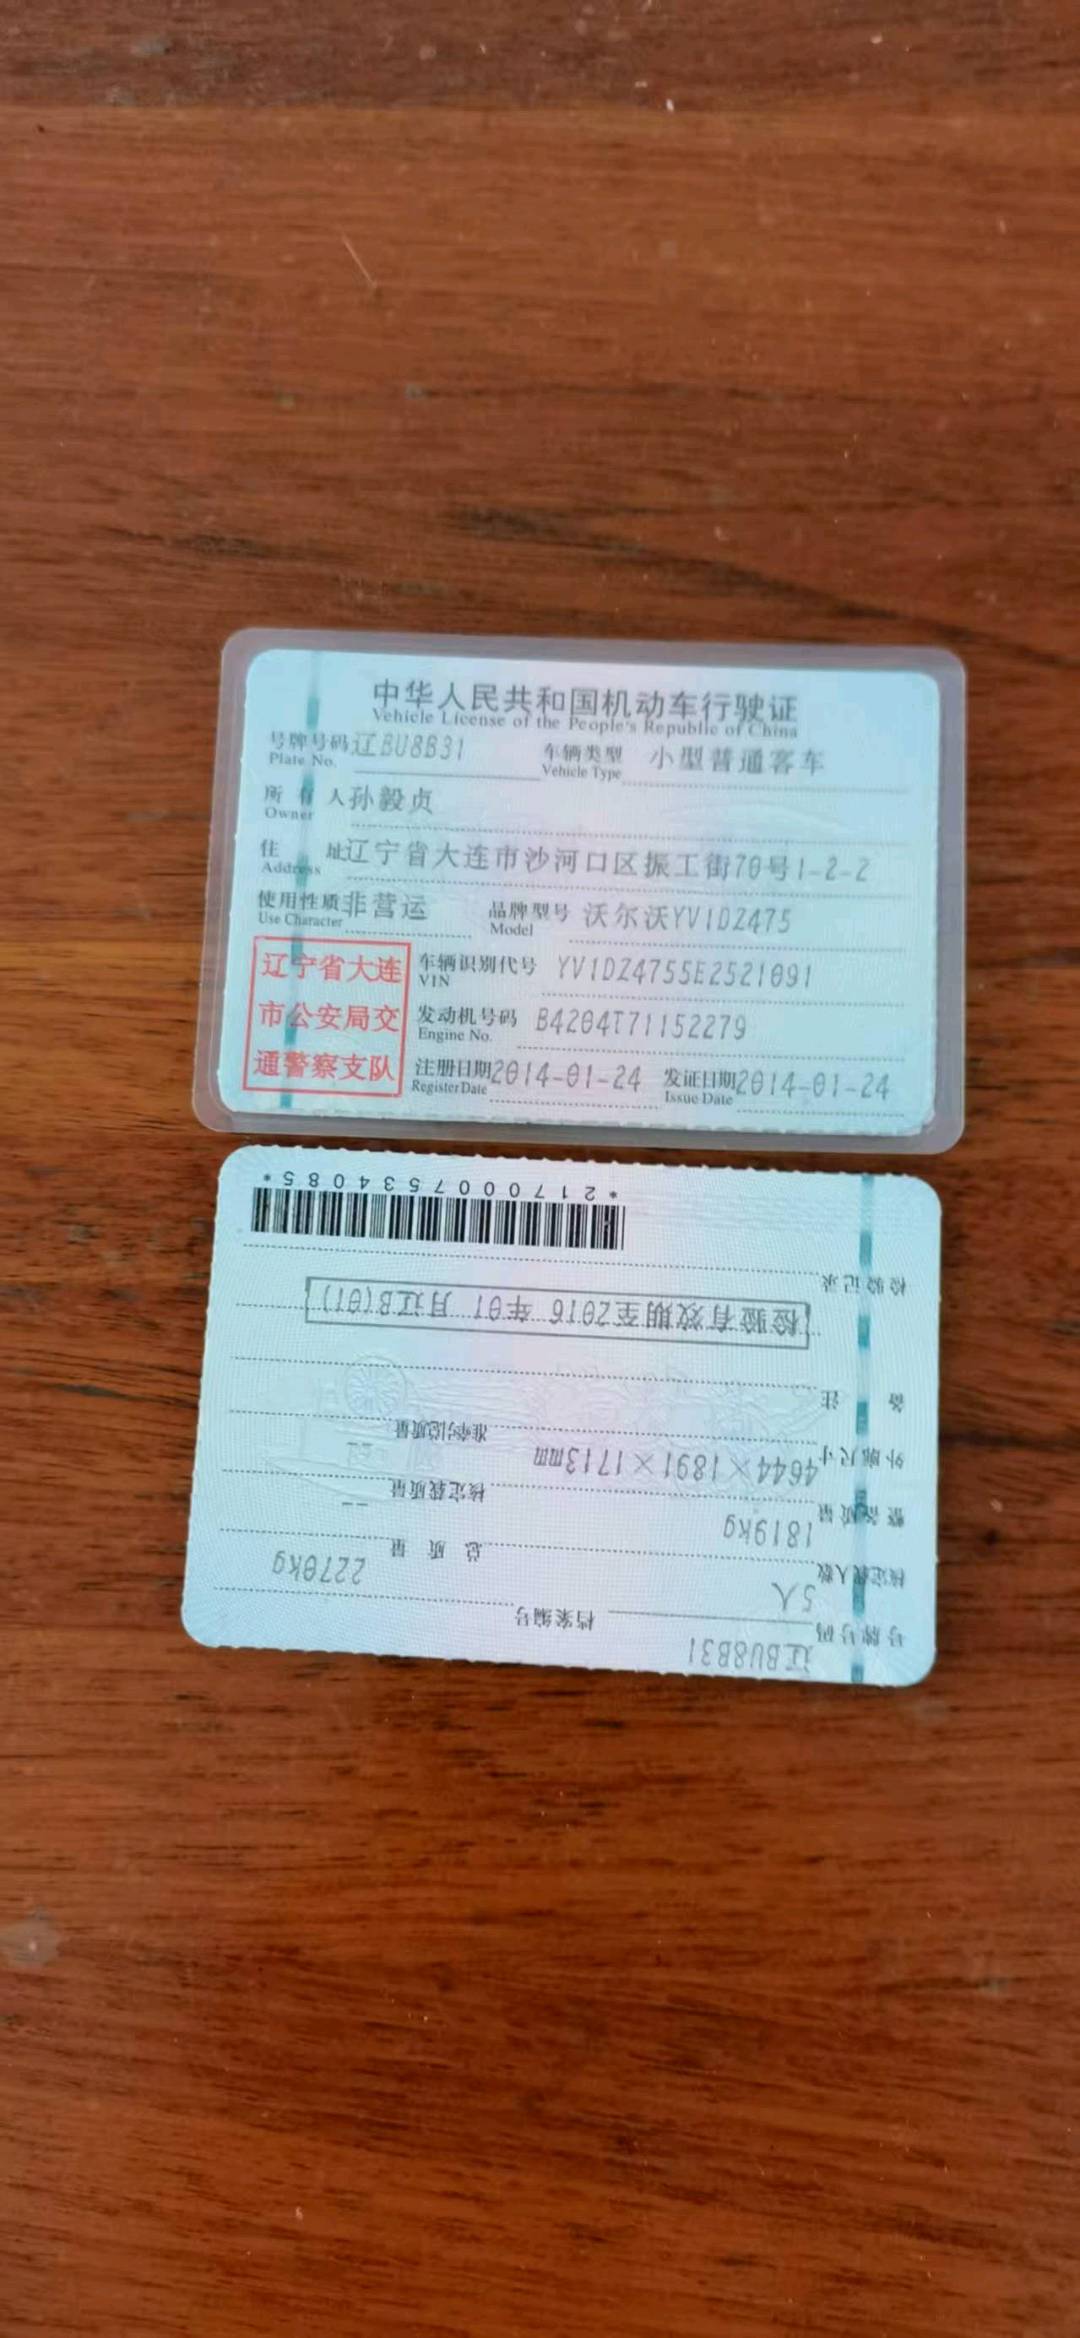 中华人民共和国机动车行驶证
Vehicle License of the People's Republic of China
号牌号码 辽BU8B31 车辆类型 小型普通客车
Plate No. Vehicle Type
所有人 孙毅贞
Owner
住址 辽宁省大连市沙河口区振工街70号1-2-2
Address
使用性质 非营运 品牌型号 沃尔沃YV1DZ475
Use Character Model
辽宁省大连
市公安局交
通警察支队
车辆识别代号 YV1DZ4755E2521091
VIN
发动机号码 B4204T71152279
Engine No.
注册日期 2014-01-24 发证日期 2014-01-24
Register Date Issue Date
号牌号码 辽BU8B31 档案编号
核定载人数 5人 总质量 2270kg
整备质量 1819kg 核定载质量 --
外廓尺寸 4644×1891×1713mm 准牵引总质量 --
备注
检验有效期至2016年01月辽B(01)
检验记录
*2170007534085*